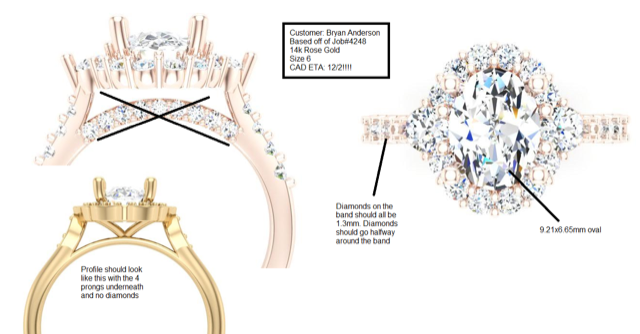 Customer: Bryan Anderson
Based off of Job#4248
14k Rose Gold
Size 6
CAD ETA: 12/2!!!!
Diamonds on the
band should all be
1.3mm. Diamonds
should go halfway
around the band
9.21x6.65mm oval
Profile should look
like this with the 4
prongs underneath
and no diamonds